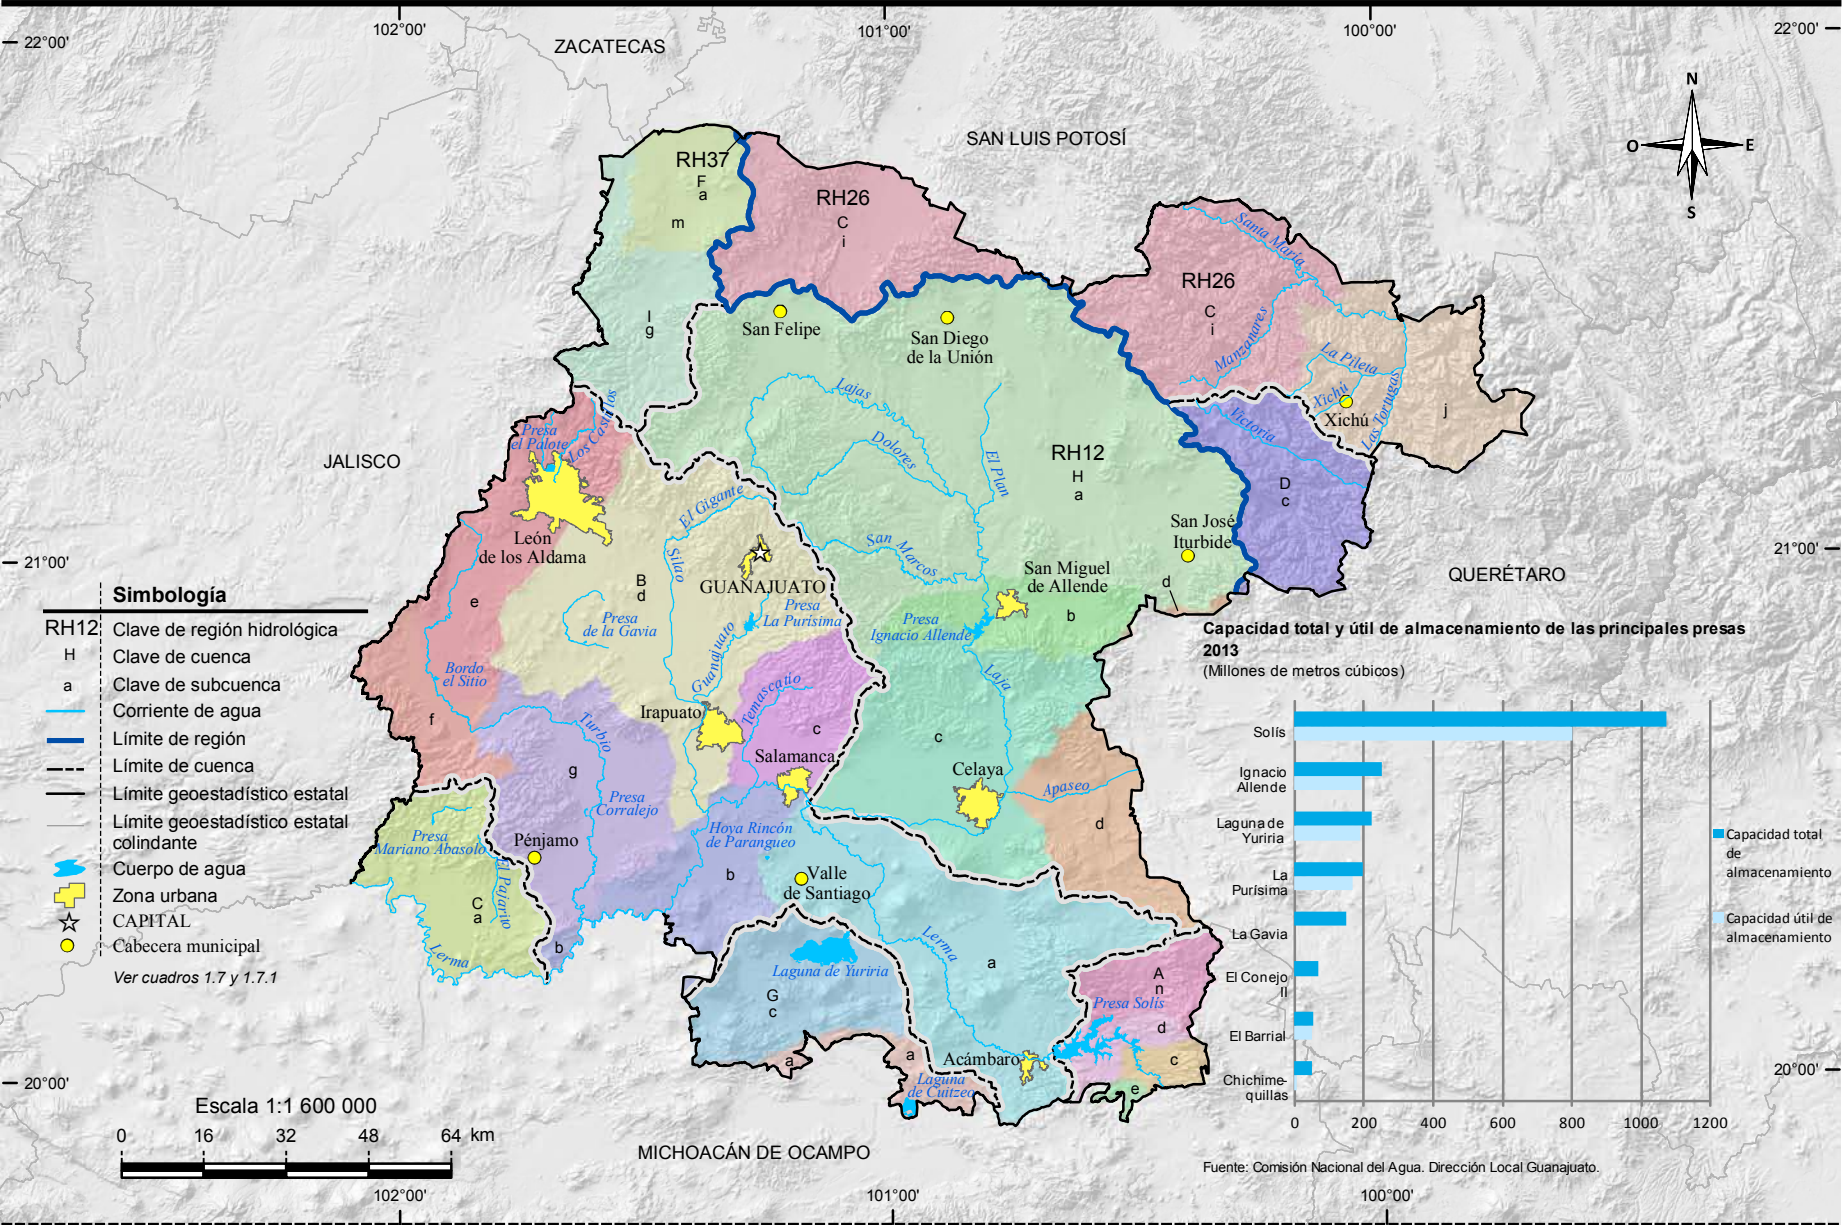 102°00'
101°00'
100°00'
22°00'
22°00'
ZACATECAS
SAN LUIS POTOSÍ
N
O
E
S
RH37
F
a
m
RH26
C
i
Santa María
RH26
C
i
I
g
San Felipe
San Diego
de la Unión
Manzanares
La Pileta
Xichú
Xichú
Las Tortugas
j
Lajas
Los Castillos
Presa
el Palote
Victoria
Dolores
El Plan
RH12
H
a
JALISCO
D
c
El Gigante
León
de los Aldama
San José
Iturbide
San Marcos
Silao
21°00'
21°00'
San Miguel
de Allende
QUERÉTARO
GUANAJUATO
B
d
d
e
b
Presa
La Purísima
Presa
de la Gavia
Presa
Ignacio Allende
Guanajuato
Bordo
el Sitio
Laja
Temascatío
Irapuato
f
Turbio
c
c
Salamanca
Celaya
g
Apaseo
Presa
Corralejo
Hoya Rincón
de Parangueo
d
Presa
Mariano Abasolo
Pénjamo
El Pajarito
b
Valle
de Santiago
C
a
b
Lerma
Lerma
a
Laguna de Yuriria
G
c
A
n
Presa Solís
d
c
a
a
Acámbaro
e
Laguna
de Cuitzeo
MICHOACÁN DE OCAMPO
Simbología
RH12 Clave de región hidrológica
H Clave de cuenca
a Clave de subcuenca
Corriente de agua
Límite de región
Límite de cuenca
Límite geoestadístico estatal
Límite geoestadístico estatal
colindante
Cuerpo de agua
Zona urbana
CAPITAL
Cabecera municipal
Ver cuadros 1.7 y 1.7.1
Capacidad total y útil de almacenamiento de las principales presas
2013
(Millones de metros cúbicos)
Solís
Ignacio
Allende
Laguna de
Yuriria
La
Purísima
La Gavia
El Conejo
II
El Barrial
Chichime-
quillas
0 200 400 600 800 1000 1200
Capacidad total
de
almacenamiento
Capacidad útil de
almacenamiento
Fuente: Comisión Nacional del Agua. Dirección Local Guanajuato.
20°00'
20°00'
Escala 1:1 600 000
0 16 32 48 64 km
102°00'
101°00'
100°00'